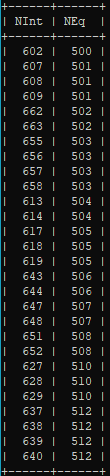 +------+------+
| NInt | NEq |
+------+------+
| 602 | 500 |
| 607 | 501 |
| 608 | 501 |
| 609 | 501 |
| 662 | 502 |
| 663 | 502 |
| 655 | 503 |
| 656 | 503 |
| 657 | 503 |
| 658 | 503 |
| 613 | 504 |
| 614 | 504 |
| 617 | 505 |
| 618 | 505 |
| 619 | 505 |
| 643 | 506 |
| 644 | 506 |
| 647 | 507 |
| 648 | 507 |
| 651 | 508 |
| 652 | 508 |
| 627 | 510 |
| 628 | 510 |
| 629 | 510 |
| 637 | 512 |
| 638 | 512 |
| 639 | 512 |
| 640 | 512 |
+------+------+